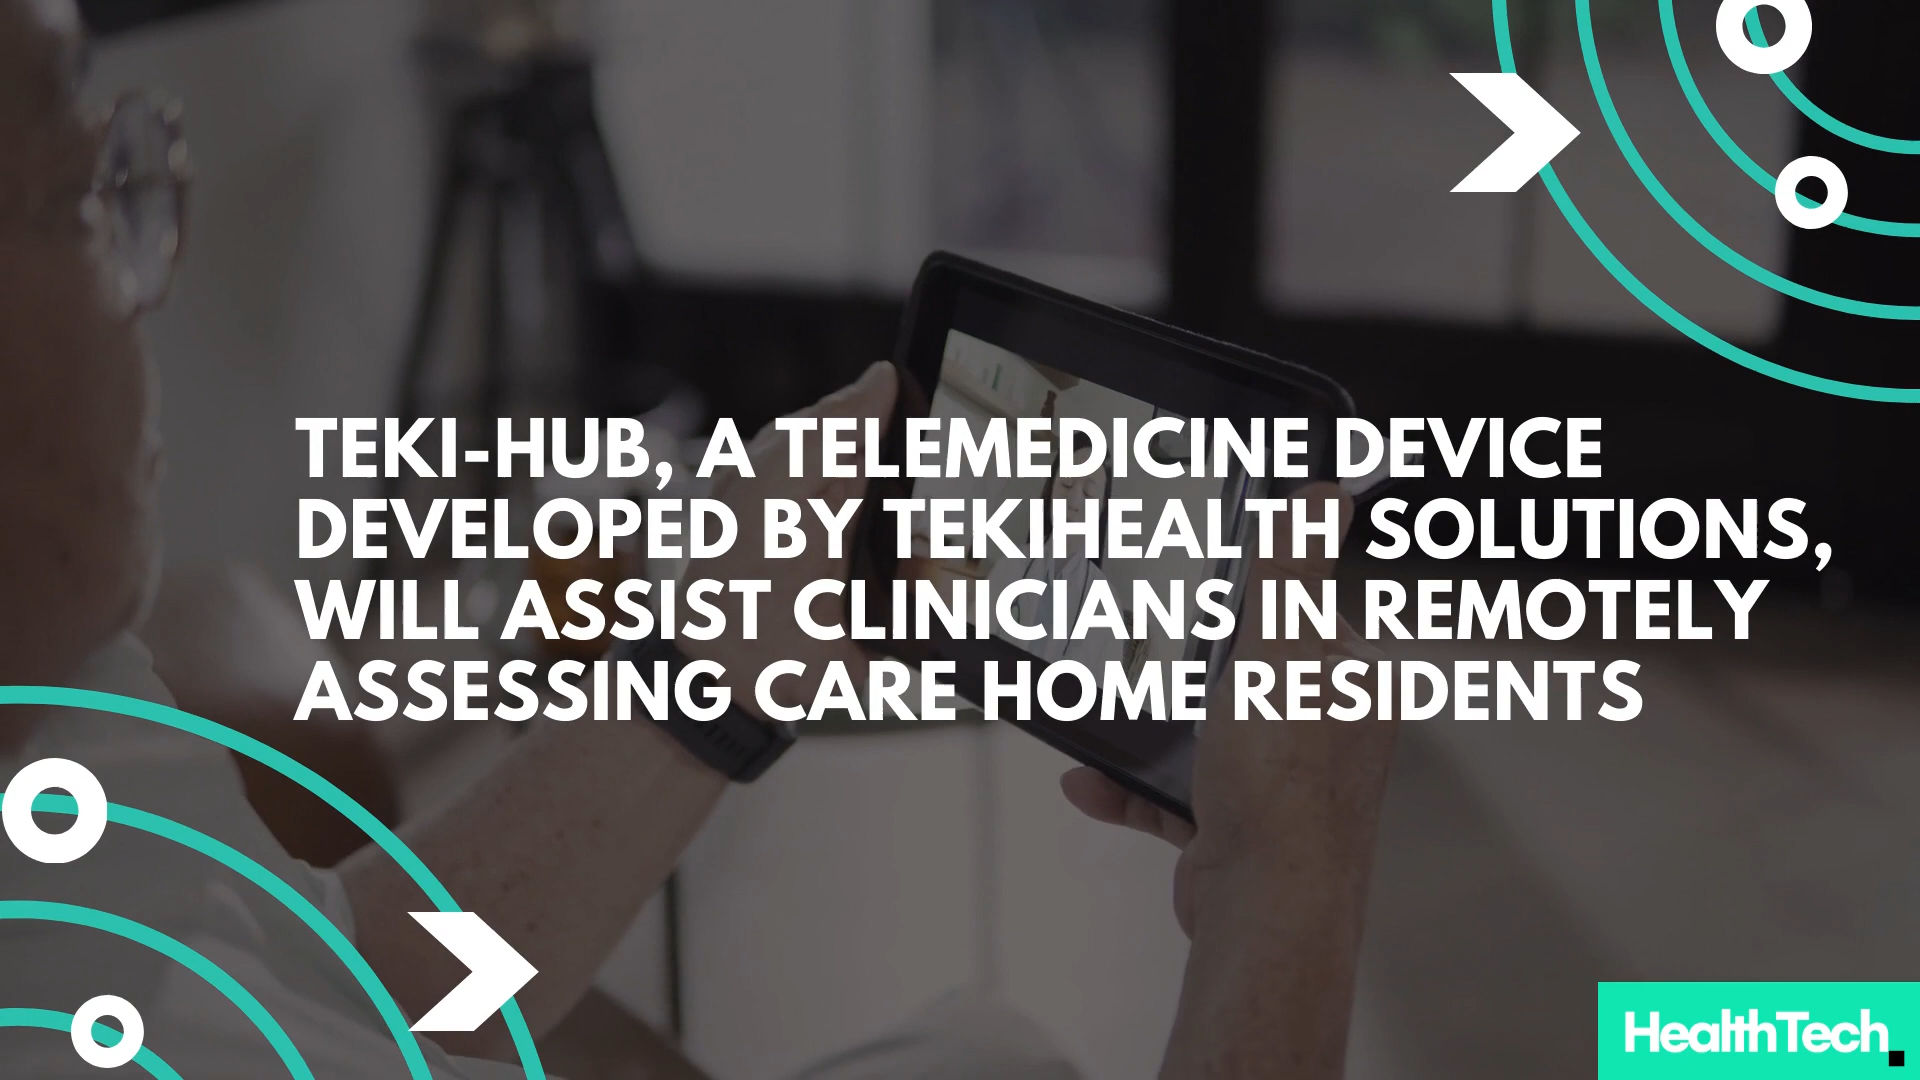 TEKI-HUB, A TELEMEDICINE DEVICE
DEVELOPED BY TEKIHEALTH SOLUTIONS,
WILL ASSIST CLINICIANS IN REMOTELY
ASSESSING CARE HOME RESIDENTS
HealthTech.